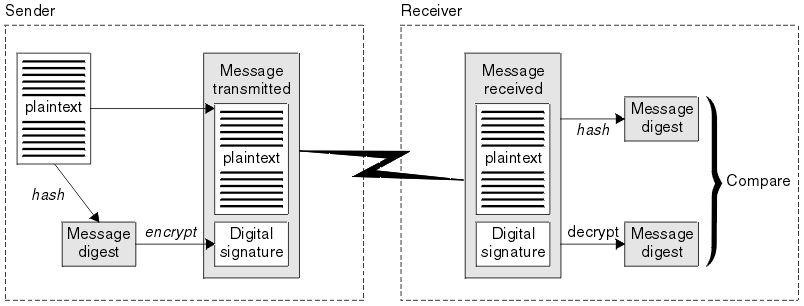 Sender
plaintext
hash
Message
digest
encrypt
Message
transmitted
plaintext
Digital
signature
Receiver
Message
received
plaintext
Digital
signature
hash
Message
digest
decrypt
Message
digest
Compare